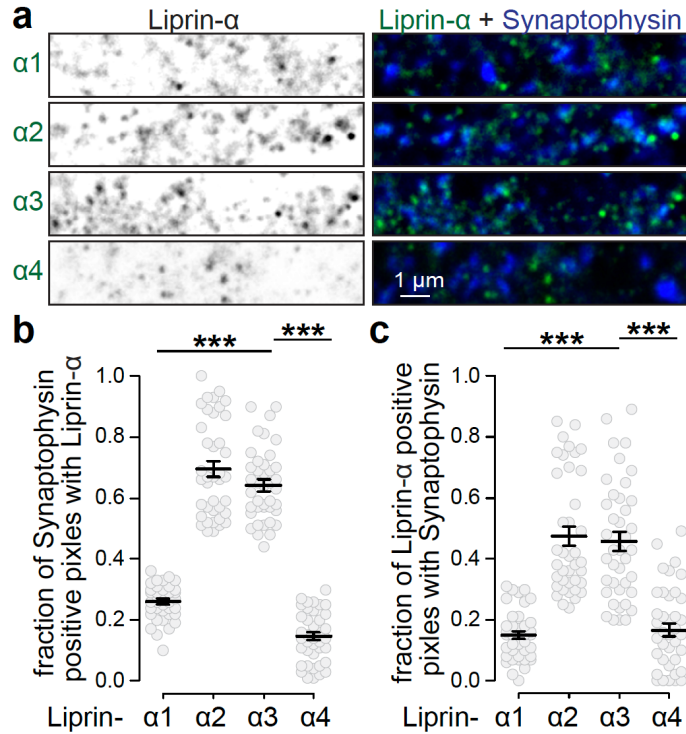 a
Liprin-α
Liprin-α + Synaptophysin
α1
α2
α3
α4
1 µm
b
***
***
fraction of Synaptophysin
positive pixles with Liprin-α
1.0
0.8
0.6
0.4
0.2
0.0
Liprin- α1 α2 α3 α4
c
***
***
fraction of Liprin-α positive
pixles with Synaptophysin
1.0
0.8
0.6
0.4
0.2
0.0
Liprin- α1 α2 α3 α4